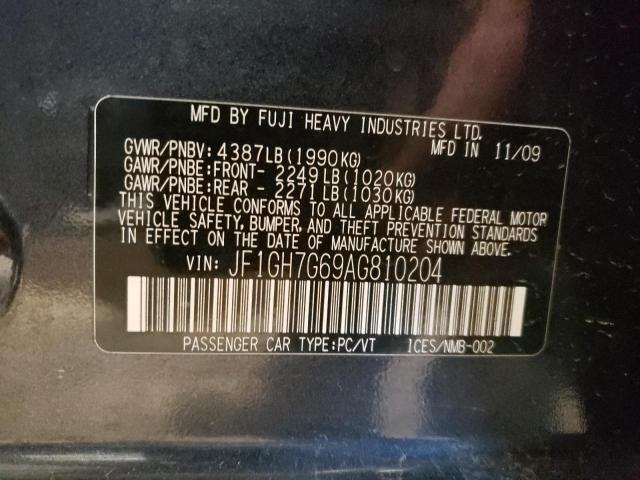 MFD BY FUJI HEAVY INDUSTRIES LTD.
GVWR/PNBV: 4387LB(1990KG) MFD IN 11/09
GAWR/PNBE:FRONT- 2249LB(1020KG)
GAWR/PNBE:REAR - 2271LB(1030KG)
THIS VEHICLE CONFORMS TO ALL APPLICABLE FEDERAL MOTOR
VEHICLE SAFETY, BUMPER, AND THEFT PREVENTION STANDARDS
IN EFFECT ON THE DATE OF MANUFACTURE SHOWN ABOVE.
VIN: JF1GH7G69AG810204
PASSENGER CAR TYPE:PC/VT ICES/NMB-002